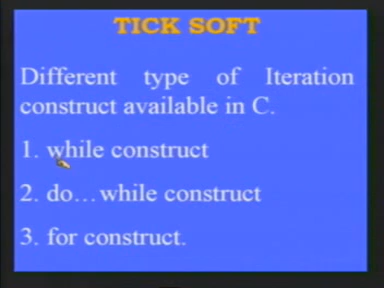 TICK SOFT
Different type of Iteration
construct available in C.
1. while construct
2. do...while construct
3. for construct.